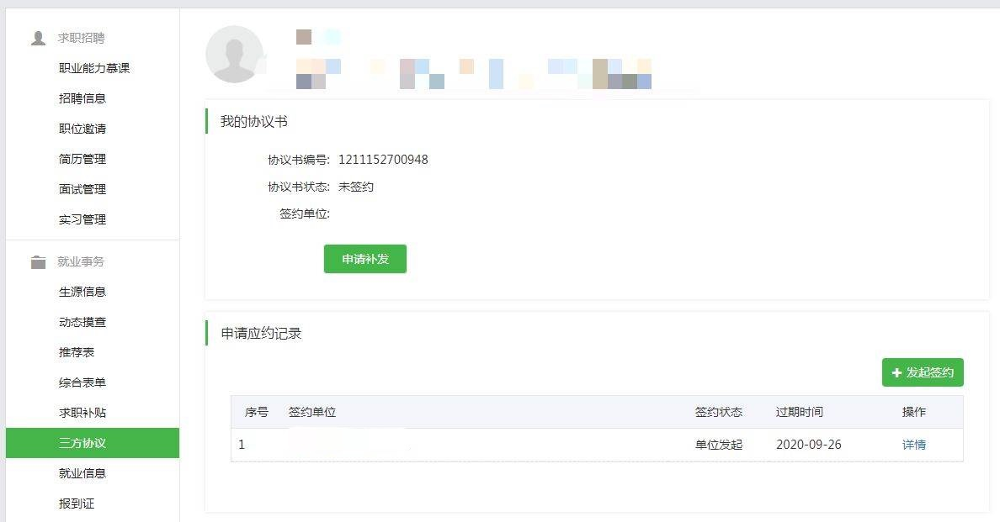 求职招聘
职业能力慕课
招聘信息
职位邀请
简历管理
面试管理
实习管理
就业事务
生源信息
动态摸查
推荐表
综合表单
求职补贴
三方协议
就业信息
报到证
我的协议书
协议书编号: 1211152700948
协议书状态: 未签约
签约单位:
申请补发
申请应约记录
发起签约
序号 签约单位 签约状态 过期时间 操作
1 单位发起 2020-09-26 详情